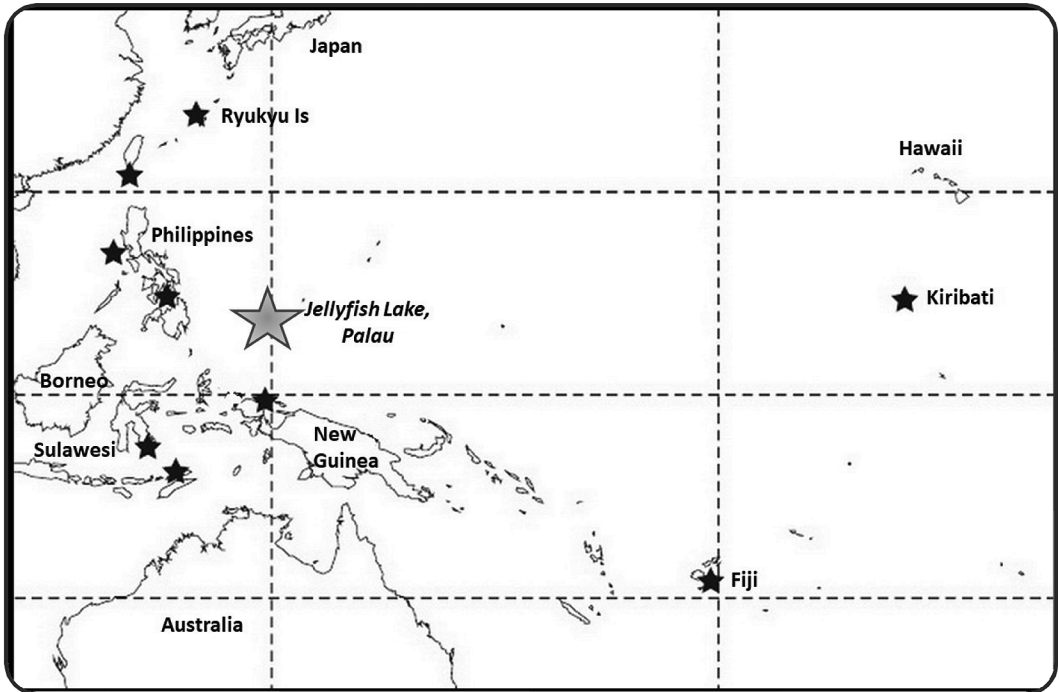 Japan
Ryukyu Is
Hawaii
Philippines
Kiribati
Jellyfish Lake,
Palau
Borneo
New
Guinea
Sulawesi
Fiji
Australia